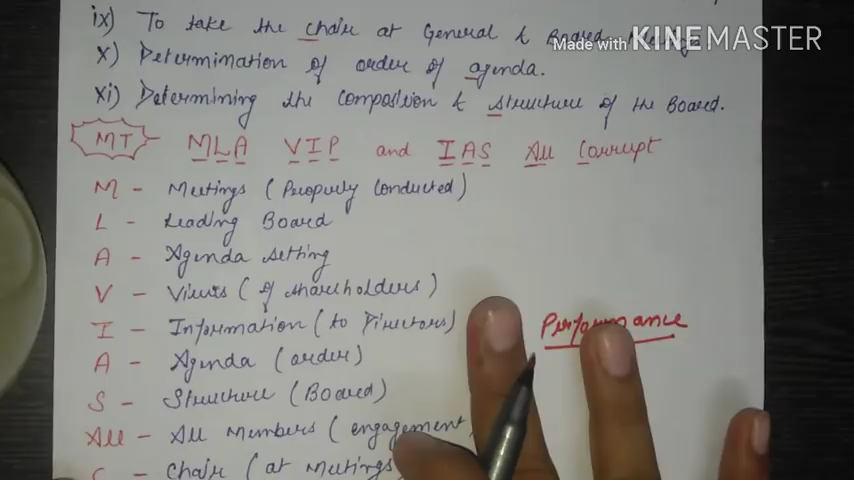 ix) To take the chair at General & Board
Made with KINEMASTER
x) Determination of order of agenda.
xi) Determining the composition & structure of the Board.
MT - MLA VIP and IAS All Corrupt
M - Meetings (Properly conducted)
L - Leading Board
A - Agenda setting
V - Views (of shareholders)
I - Information (to Directors)
Performance
A - Agenda (order)
S - Structure (Board)
All - All Members (engagement
C - Chair (at Meetings